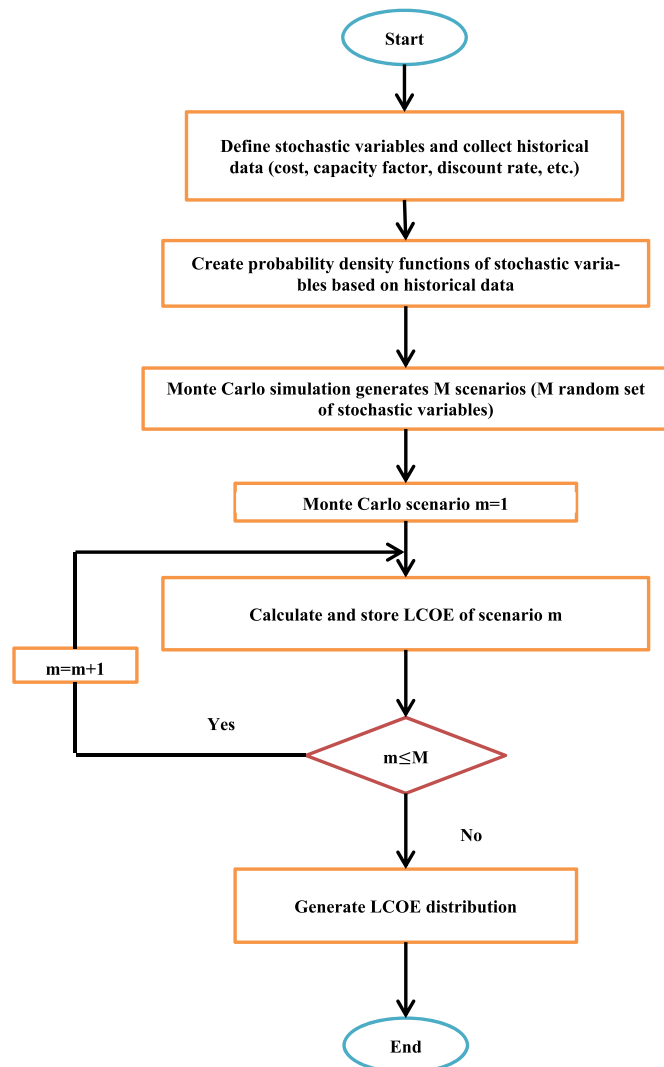 Start
Define stochastic variables and collect historical
data (cost, capacity factor, discount rate, etc.)
Create probability density functions of stochastic varia-
bles based on historical data
Monte Carlo simulation generates M scenarios (M random set
of stochastic variables)
Monte Carlo scenario m=1
Calculate and store LCOE of scenario m
m=m+1
Yes
m≤M
No
Generate LCOE distribution
End